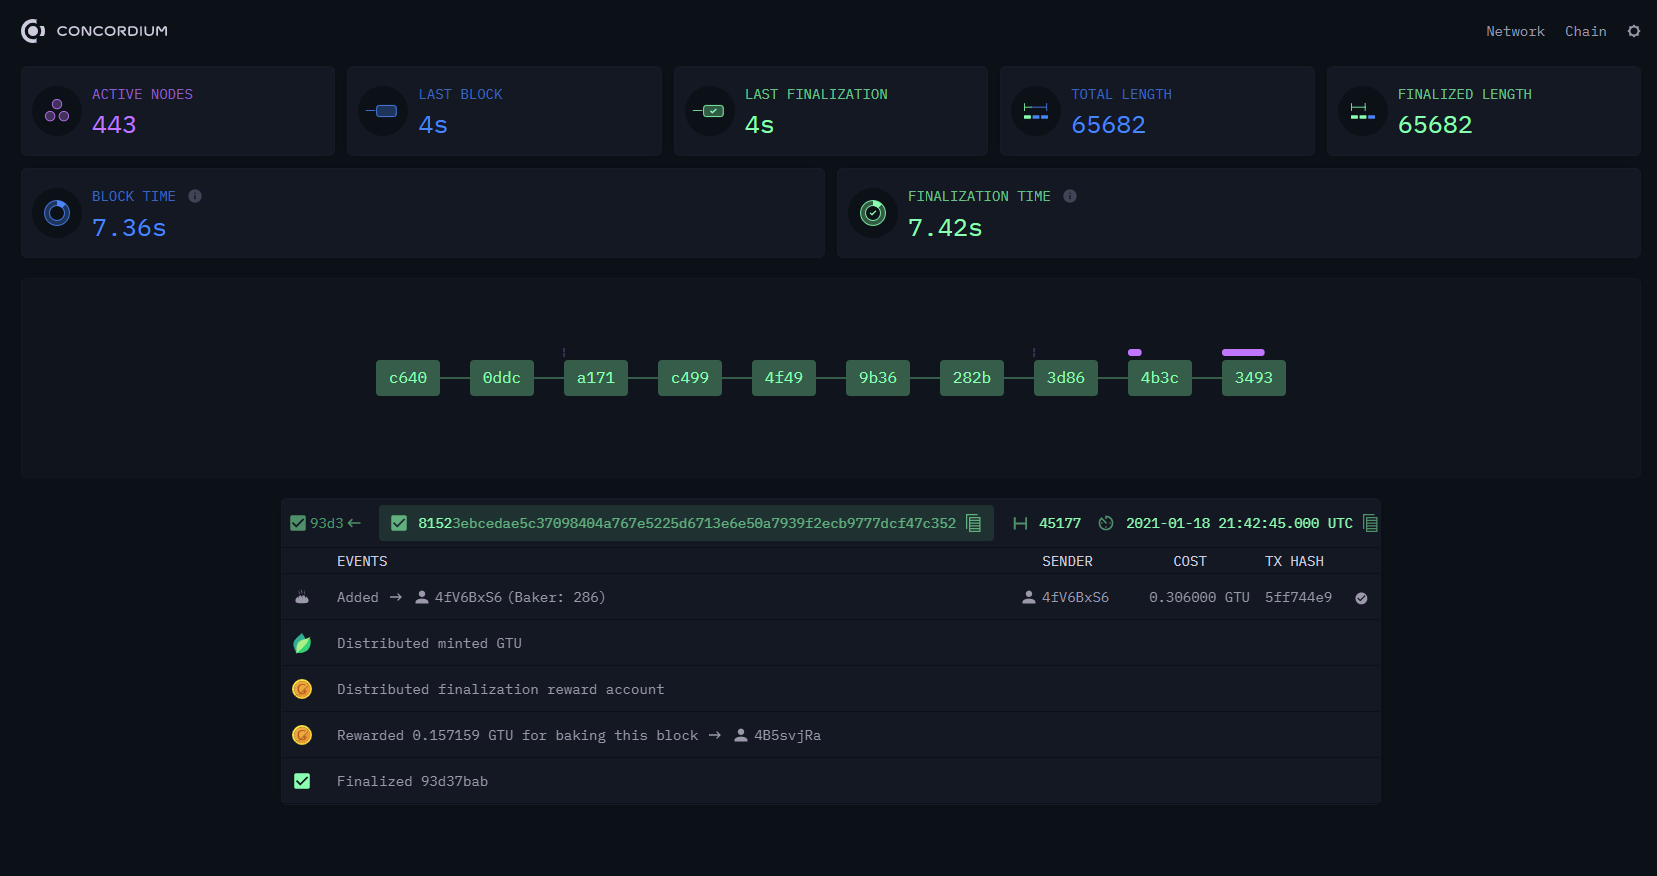 CONCORDIUM
Network Chain
ACTIVE NODES
443
LAST BLOCK
4s
LAST FINALIZATION
4s
TOTAL LENGTH
65682
FINALIZED LENGTH
65682
BLOCK TIME
7.36s
FINALIZATION TIME
7.42s
c640 0ddc a171 c499 4f49 9b36 282b 3d86 4b3c 3493
93d3 81523ebcedae5c37098404a767e5225d6713e6e50a7939f2ecb9777dcf47c352 45177 2021-01-18 21:42:45.000 UTC
EVENTS SENDER COST TX HASH
Added → 4fV6BxS6 (Baker: 286) 4fV6BxS6 0.306000 GTU 5ff744e9
Distributed minted GTU
Distributed finalization reward account
Rewarded 0.157159 GTU for baking this block → 4B5svjRa
Finalized 93d37bab